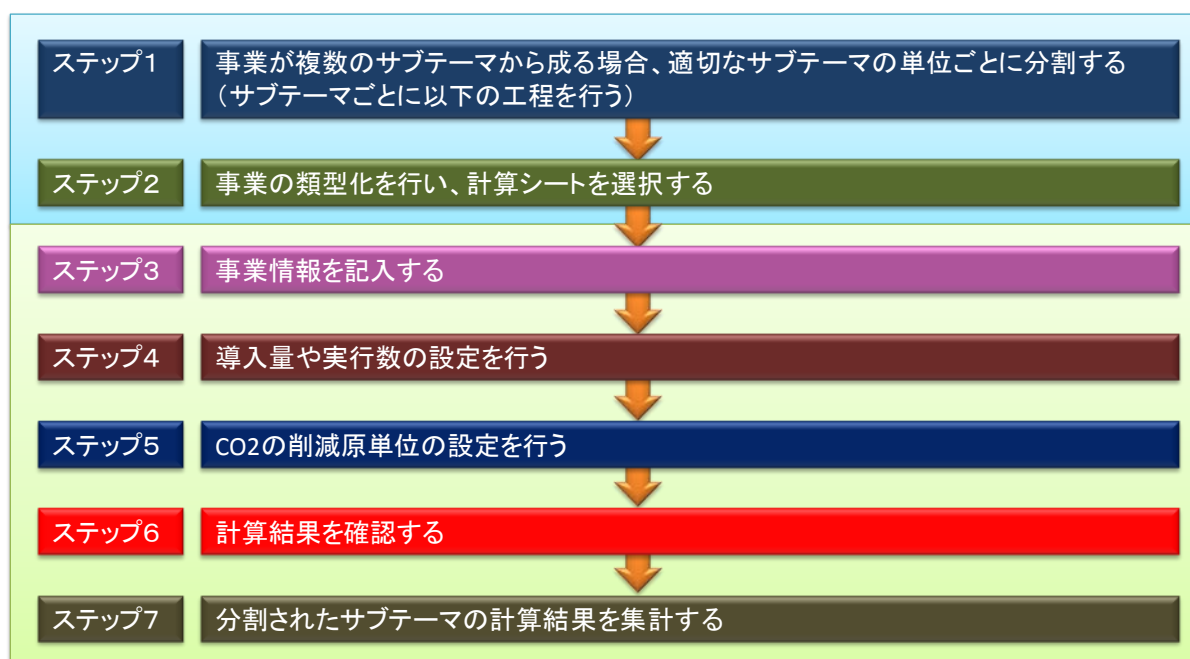 ステップ1
事業が複数のサブテーマから成る場合、適切なサブテーマの単位ごとに分割する
（サブテーマごとに以下の工程を行う）
ステップ2
事業の類型化を行い、計算シートを選択する
ステップ3
事業情報を記入する
ステップ4
導入量や実行数の設定を行う
ステップ5
CO2の削減原単位の設定を行う
ステップ6
計算結果を確認する
ステップ7
分割されたサブテーマの計算結果を集計する